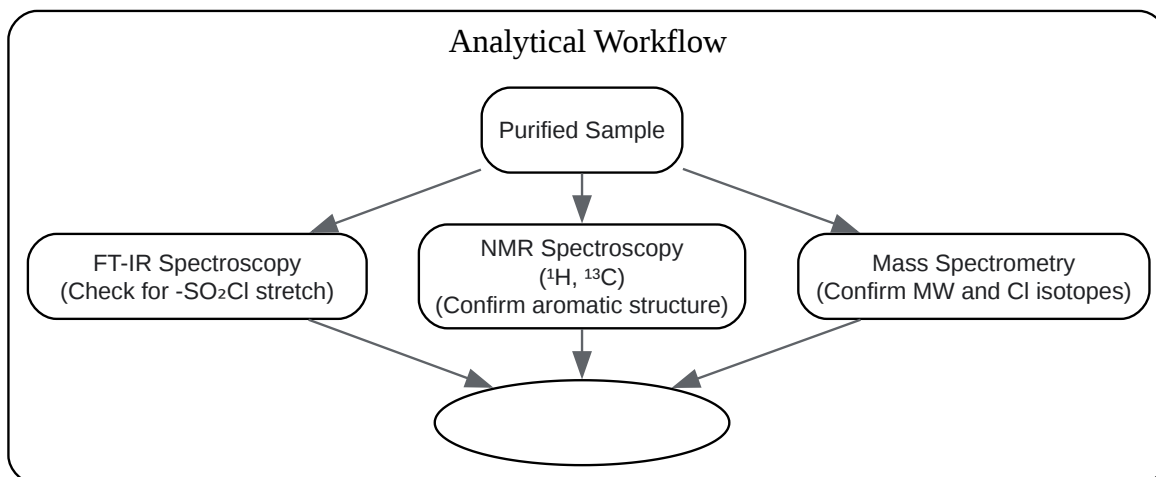 Analytical Workflow
Purified Sample
FT-IR Spectroscopy
(Check for -SO₂Cl stretch)
NMR Spectroscopy
(¹H, ¹³C)
(Confirm aromatic structure)
Mass Spectrometry
(Confirm MW and Cl isotopes)